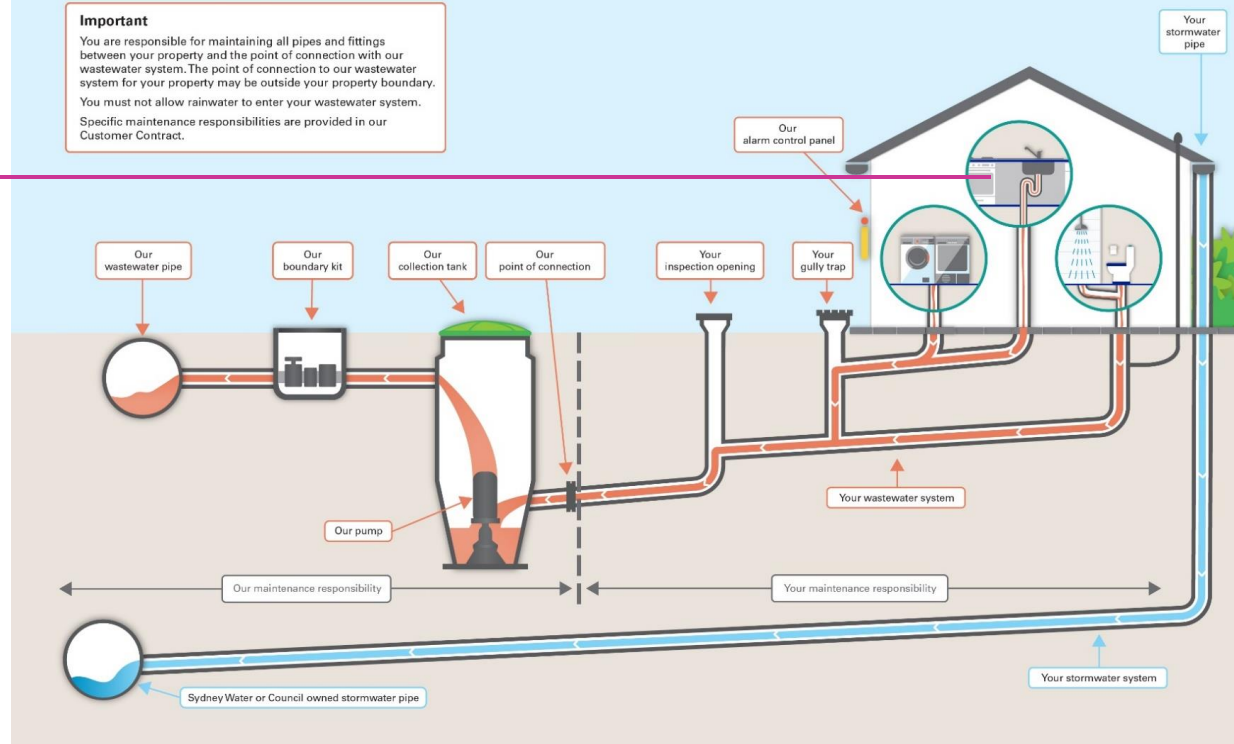 Important
You are responsible for maintaining all pipes and fittings
between your property and the point of connection with our
wastewater system. The point of connection to our wastewater
system for your property may be outside your property boundary.
You must not allow rainwater to enter your wastewater system.
Specific maintenance responsibilities are provided in our
Customer Contract.
Your
stormwater
pipe
Our
alarm control panel
Our
wastewater pipe
Our
boundary kit
Our
collection tank
Our
point of connection
Your
inspection opening
Your
gully trap
Your wastewater system
Our pump
Our maintenance responsibility
Your maintenance responsibility
Your stormwater system
Sydney Water or Council owned stormwater pipe